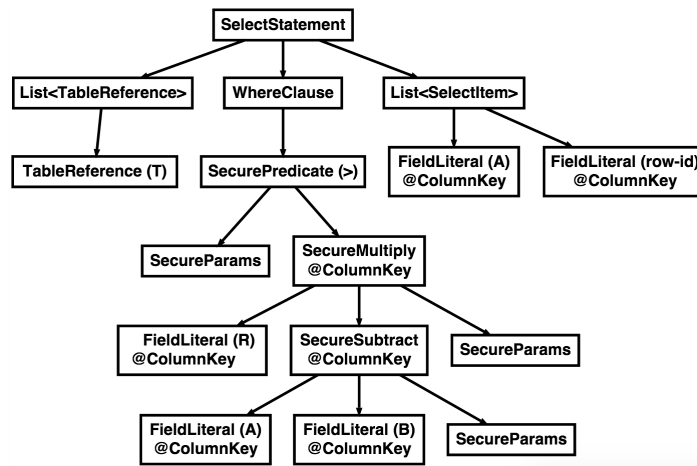 SelectStatement
List<TableReference>
WhereClause
List<SelectItem>
TableReference (T)
SecurePredicate (>)
FieldLiteral (A)
@ColumnKey
FieldLiteral (row-id)
@ColumnKey
SecureParams
SecureMultiply
@ColumnKey
FieldLiteral (R)
@ColumnKey
SecureSubtract
@ColumnKey
SecureParams
FieldLiteral (A)
@ColumnKey
FieldLiteral (B)
@ColumnKey
SecureParams